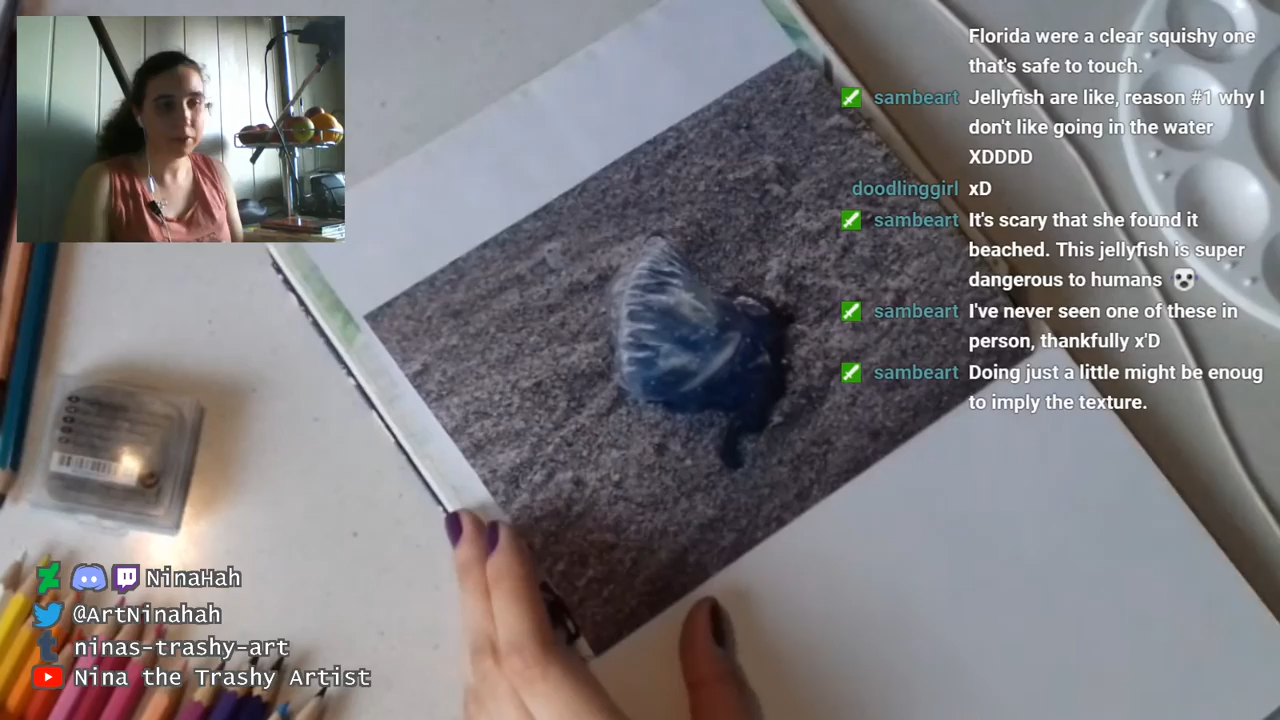 Florida were a clear squishy one
that's safe to touch.
sambeart Jellyfish are like, reason #1 why I
don't like going in the water
XDDDD
doodlinggirl xD
sambeart It's scary that she found it
beached. This jellyfish is super
dangerous to humans
sambeart I've never seen one of these in
person, thankfully x'D
sambeart Doing just a little might be enoug
to imply the texture.
NinaHah
@ArtNinahah
ninas-trashy-art
Nina the Trashy Artist